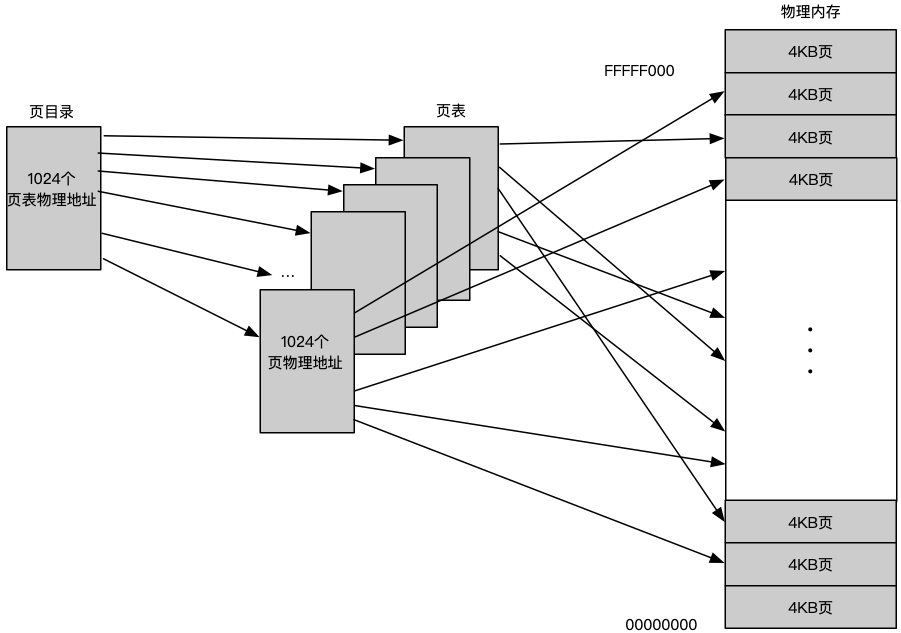 物理内存
4KB页
FFFFF000
4KB页
页目录
页表
4KB页
1024个
页表物理地址
4KB页
...
1024个
页物理地址
4KB页
4KB页
4KB页
00000000